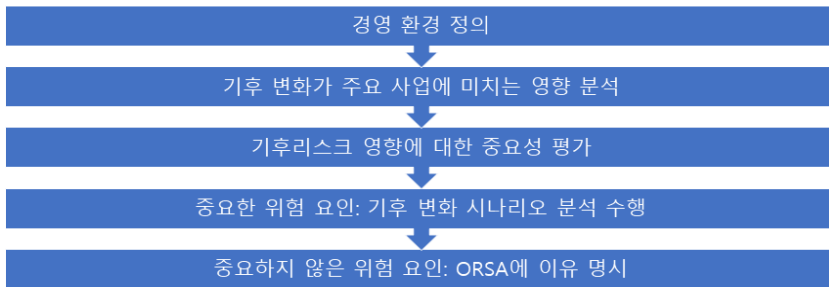 경영 환경 정의
기후 변화가 주요 사업에 미치는 영향 분석
기후리스크 영향에 대한 중요성 평가
중요한 위험 요인: 기후 변화 시나리오 분석 수행
중요하지 않은 위험 요인: ORSA에 이유 명시